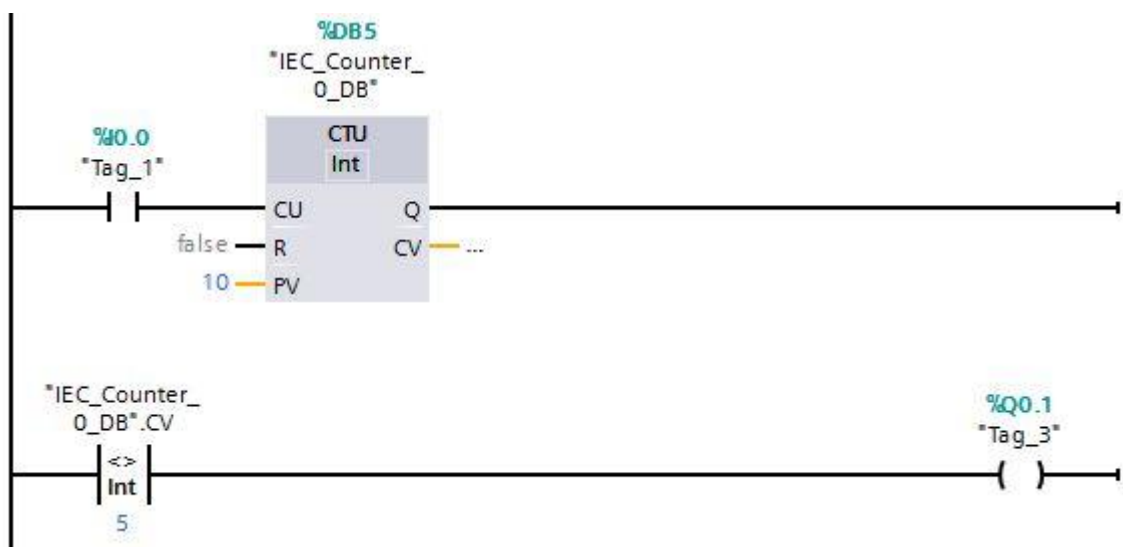 %DB5
"IEC_Counter_
0_DB"
CTU
Int
%I0.0
"Tag_1"
CU Q
false R CV ...
10 PV
"IEC_Counter_
0_DB".CV
<>
Int
5
%Q0.1
"Tag_3"
( )